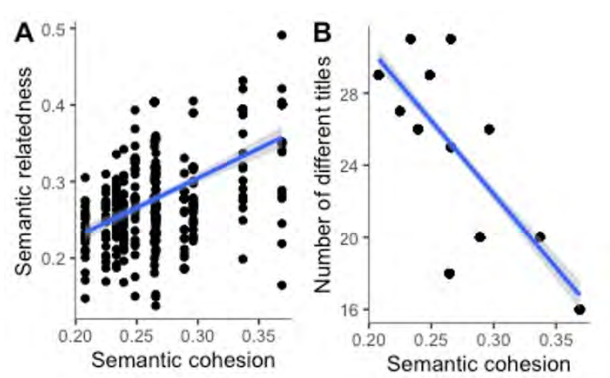 A
B
Semantic relatedness
0.5
0.4
0.3
0.2
0.20
0.25
0.30
0.35
Semantic cohesion
Number of different titles
28
24
20
16
0.20
0.25
0.30
0.35
Semantic cohesion